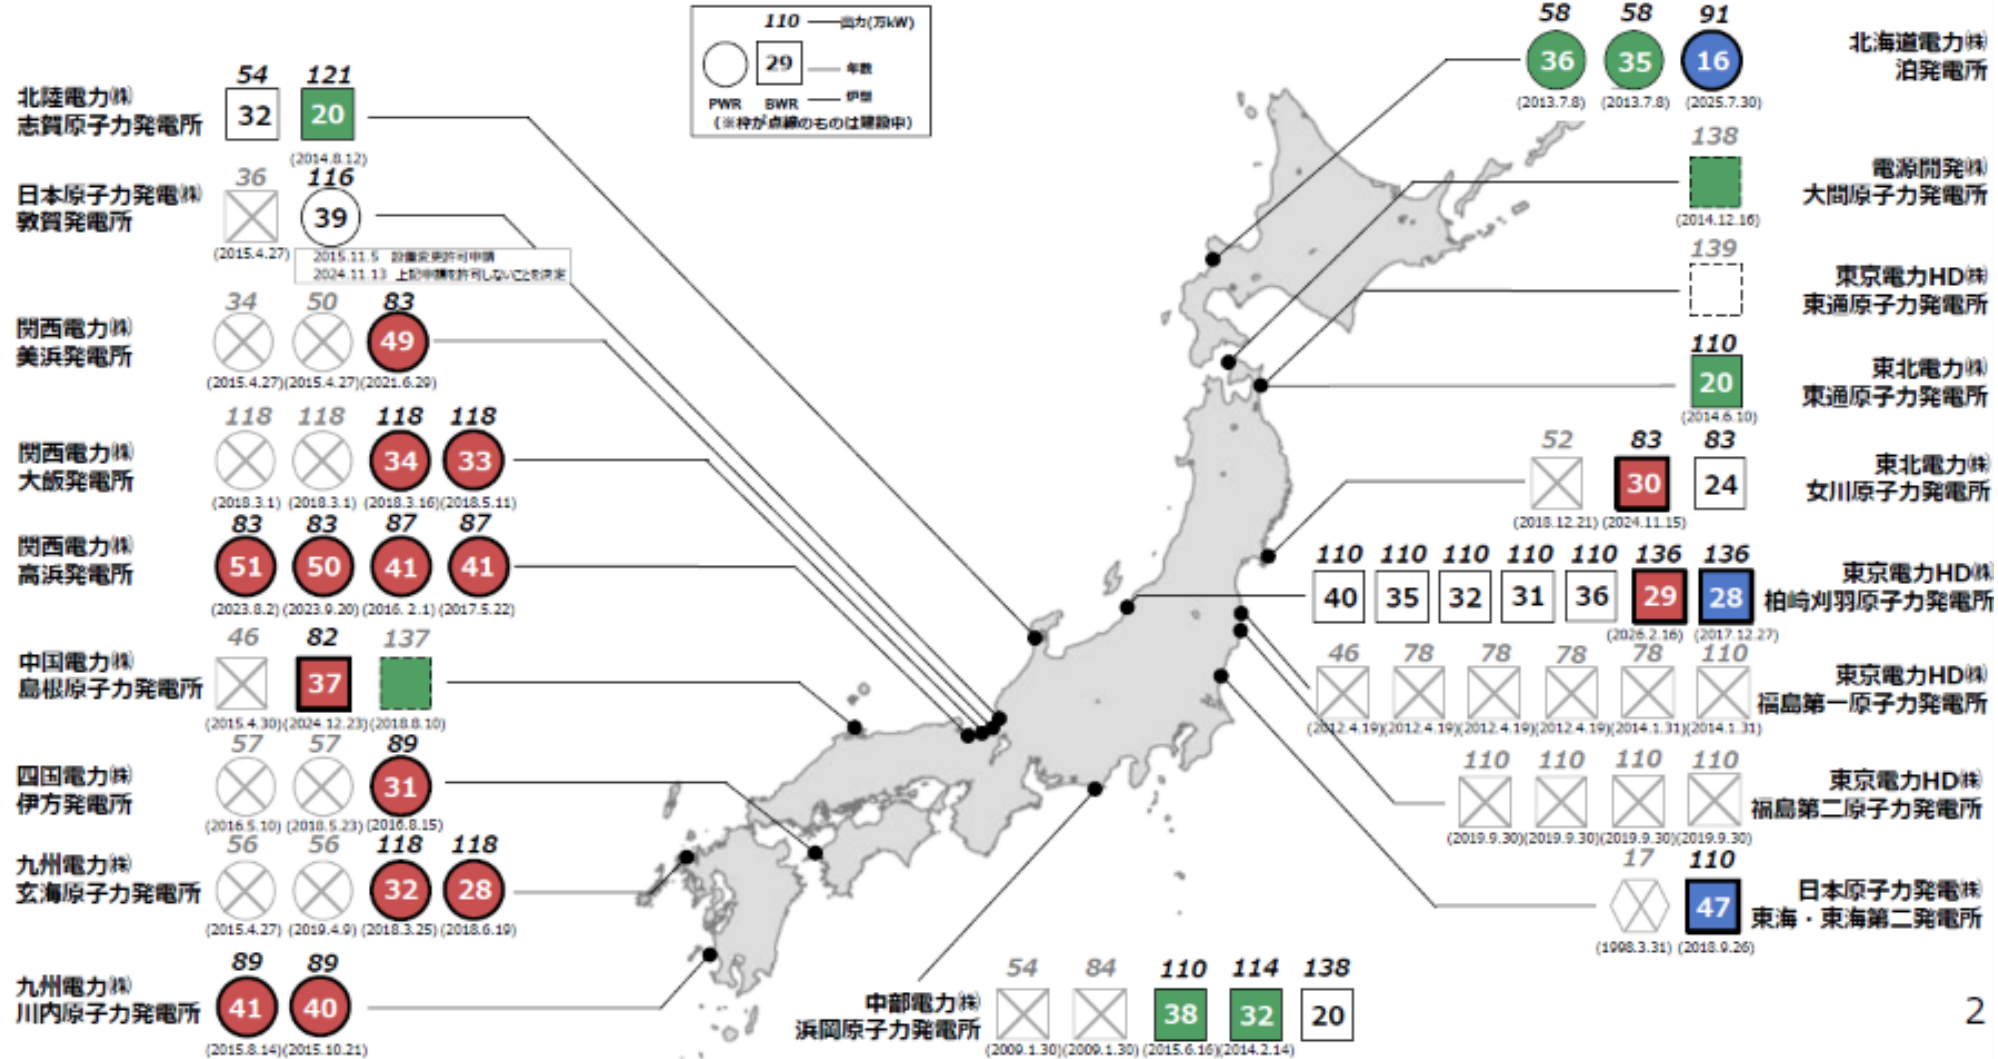 110 出力(万kW)
29 年数
PWR BWR 炉型
(※枠が点線のものは建設中)
54 121
北陸電力㈱
志賀原子力発電所
32 20
(2014.8.12)
36 116
日本原子力発電㈱
敦賀発電所
39
(2015.4.27)
2015.11.5 設置変更許可申請
2024.11.13 上記申請を許可しないことを決定
34 50 83
関西電力㈱
美浜発電所
49
(2015.4.27)(2015.4.27)(2021.6.29)
118 118 118 118
関西電力㈱
大飯発電所
34 33
(2018.3.1) (2018.3.1) (2018.3.16)(2018.5.11)
83 83 87 87
関西電力㈱
高浜発電所
51 50 41 41
(2023.8.2) (2023.9.20) (2016. 2.1) (2017.5.22)
46 82 137
中国電力㈱
島根原子力発電所
37
(2015.4.30)(2024.12.23)(2018.8.10)
57 57 89
四国電力㈱
伊方発電所
31
(2016.5.10) (2018.5.23) (2016.8.15)
56 56 118 118
九州電力㈱
玄海原子力発電所
32 28
(2015.4.27) (2019.4.9) (2018.3.25) (2018.6.19)
89 89
九州電力㈱
川内原子力発電所
41 40
(2015.8.14)(2015.10.21)
58 58 91
北海道電力㈱
泊発電所
36 35 16
(2013.7.8) (2013.7.8) (2025.7.30)
138
電源開発㈱
大間原子力発電所
(2014.12.16)
139
東京電力HD㈱
東通原子力発電所
110
東北電力㈱
東通原子力発電所
20
(2014.6.10)
52 83 83
東北電力㈱
女川原子力発電所
30 24
(2018.12.21) (2024.11.15)
110 110 110 110 110 136 136
東京電力HD㈱
柏崎刈羽原子力発電所
40 35 32 31 36 29 28
(2026.2.16) (2017.12.27)
46 78 78 78 78 110
東京電力HD㈱
福島第一原子力発電所
(2012.4.19)(2012.4.19)(2012.4.19)(2012.4.19)(2014.1.31)(2014.1.31)
110 110 110 110
東京電力HD㈱
福島第二原子力発電所
(2019.9.30)(2019.9.30)(2019.9.30)(2019.9.30)
17 110
日本原子力発電㈱
東海・東海第二発電所
47
(1998.3.31) (2018.9.26)
54 84 110 114 138
中部電力㈱
浜岡原子力発電所
38 32 20
(2009.1.30) (2009.1.30) (2015.6.16)(2014.2.14)
2